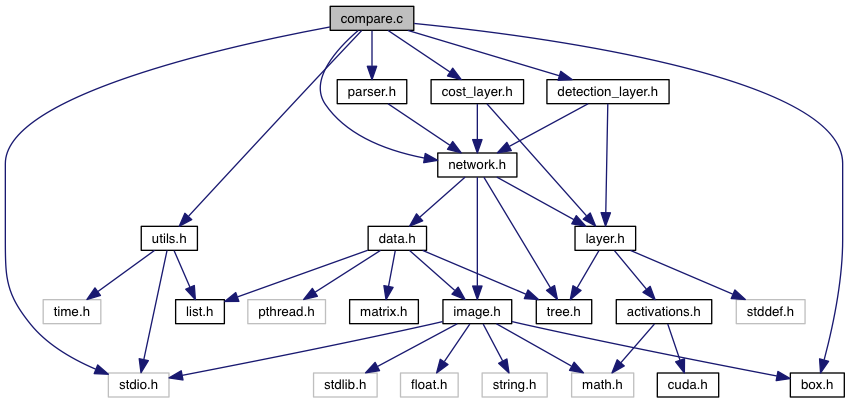 compare.c
parser.h
cost_layer.h
detection_layer.h
network.h
utils.h
data.h
layer.h
time.h
list.h
pthread.h
matrix.h
image.h
tree.h
activations.h
stddef.h
stdio.h
stdlib.h
float.h
string.h
math.h
cuda.h
box.h